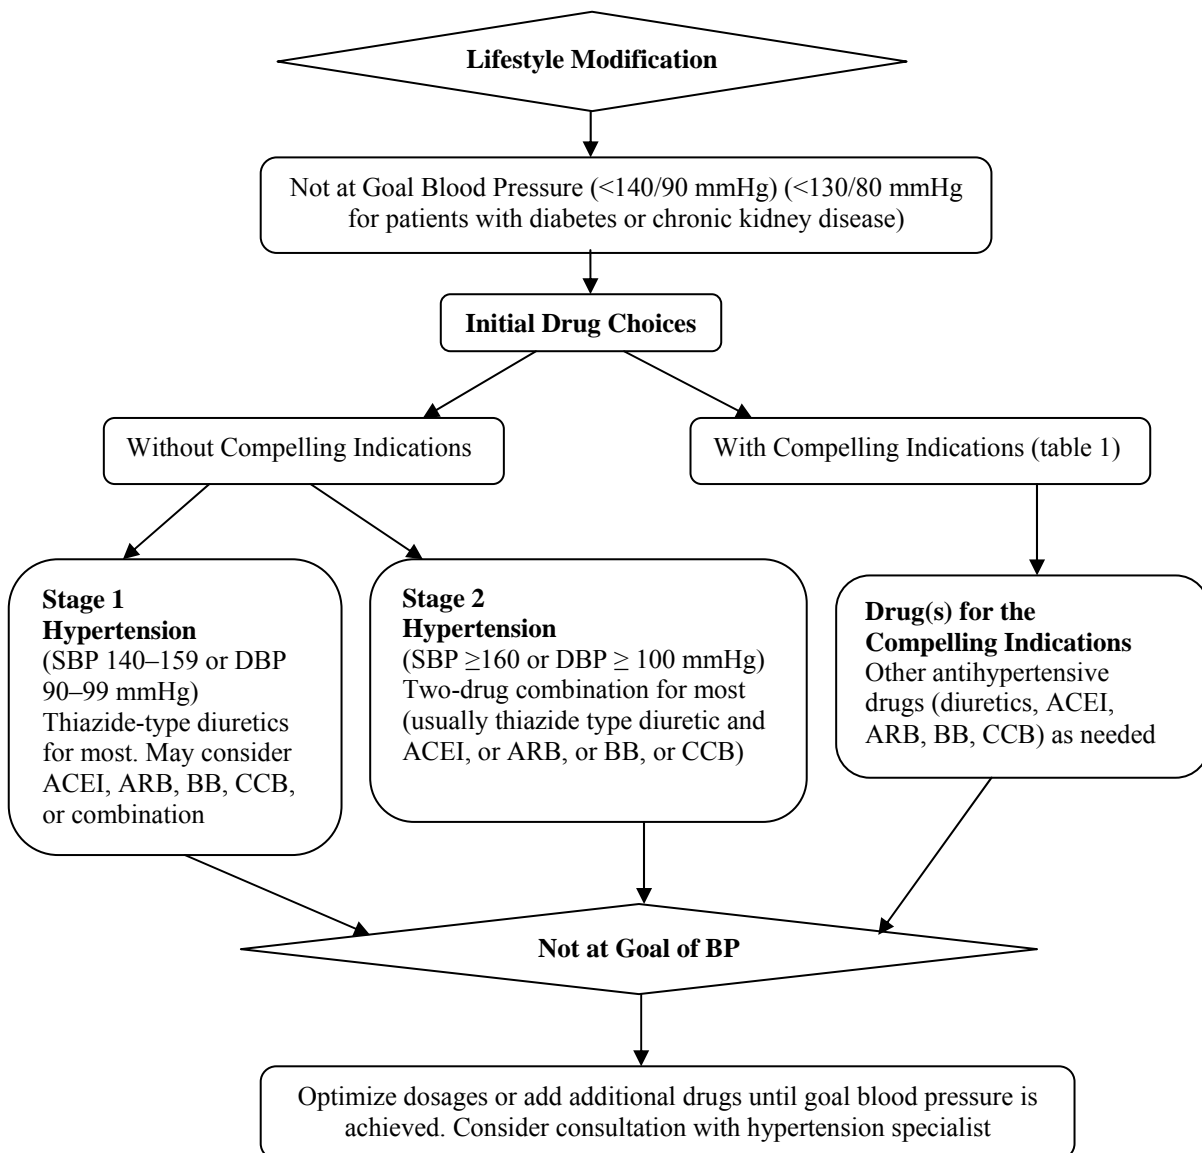 Lifestyle Modification
Not at Goal Blood Pressure (<140/90 mmHg) (<130/80 mmHg
for patients with diabetes or chronic kidney disease)
Initial Drug Choices
Without Compelling Indications
With Compelling Indications (table 1)
Stage 1
Hypertension
(SBP 140–159 or DBP
90–99 mmHg)
Thiazide-type diuretics
for most. May consider
ACEI, ARB, BB, CCB,
or combination
Stage 2
Hypertension
(SBP ≥160 or DBP ≥ 100 mmHg)
Two-drug combination for most
(usually thiazide type diuretic and
ACEI, or ARB, or BB, or CCB)
Drug(s) for the
Compelling Indications
Other antihypertensive
drugs (diuretics, ACEI,
ARB, BB, CCB) as needed
Not at Goal of BP
Optimize dosages or add additional drugs until goal blood pressure is
achieved. Consider consultation with hypertension specialist